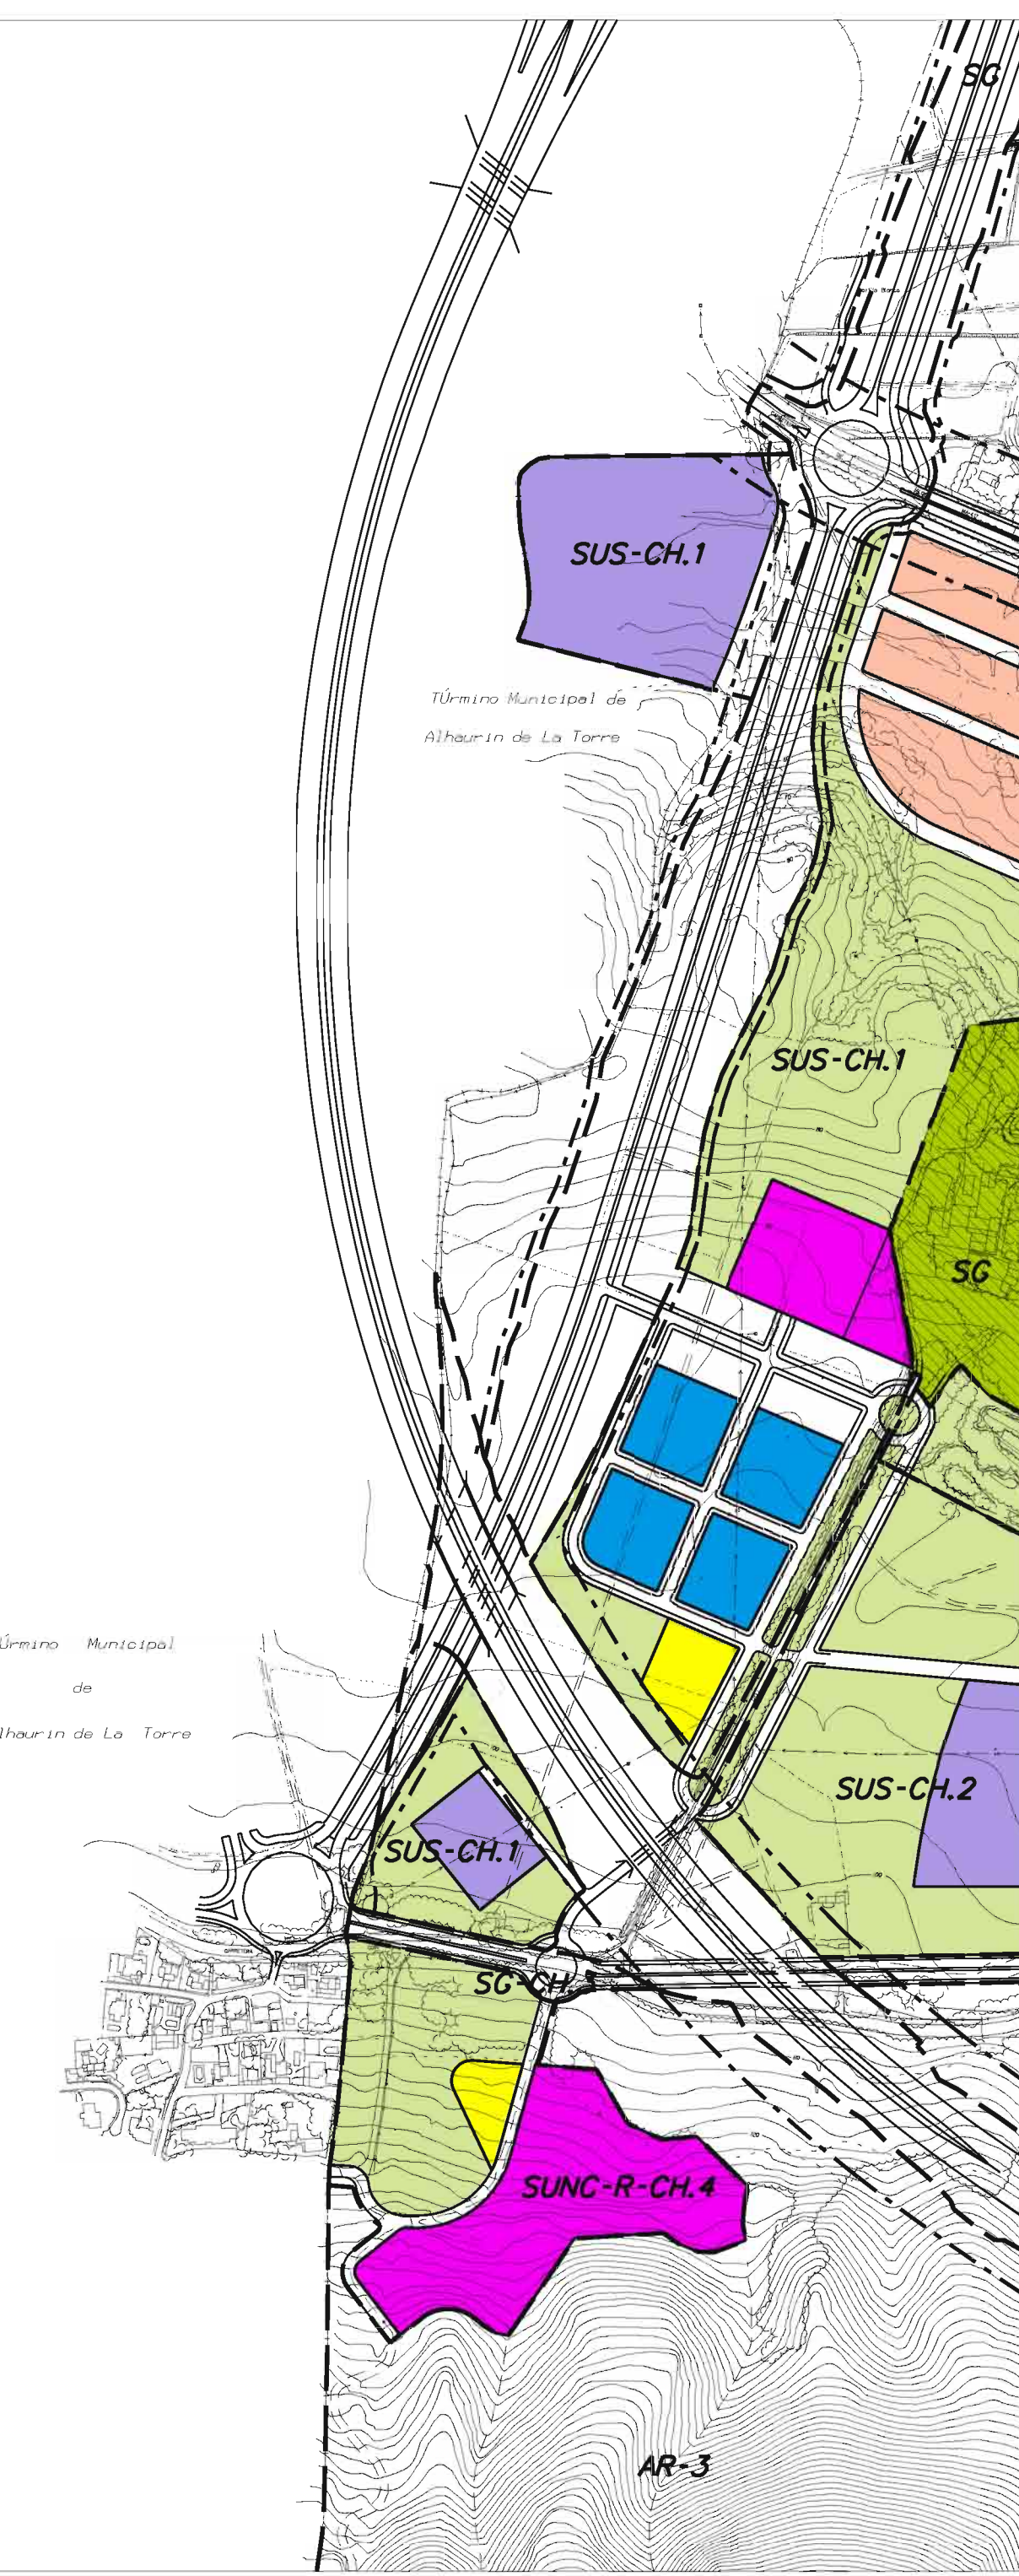 SG
SUS-CH.1
TÚrmino Municipal de
Alhaurin de La Torre
SUS-CH.1
SG
Úrmino Municipal
de
lhaurin de La Torre
SUS-CH.2
SUS-CH.1
SG-CH
SUNC-R-CH.4
AR-3